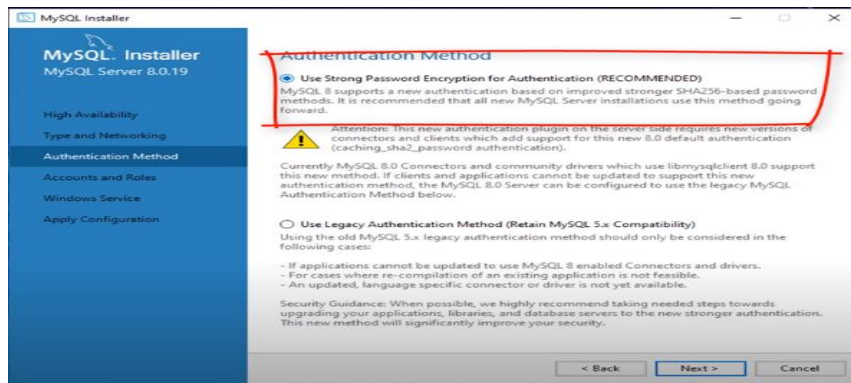 MySQL Installer
MySQL. Installer
MySQL Server 8.0.19
High Availability
Type and Networking
Authentication Method
Accounts and Roles
Windows Service
Apply Configuration
Authentication Method
Use Strong Password Encryption for Authentication (RECOMMENDED)
MySQL 8 supports a new authentication based on improved stronger SHA256-based password
methods. It is recommended that all new MySQL Server installations use this method going
forward.
Attention: This new authentication plugin on the server side requires new versions of
connectors and clients which add support for this new 8.0 default authentication
(caching_sha2_password authentication).
Currently MySQL 8.0 Connectors and community drivers which use libmysqlclient 8.0 support
this new method. If clients and applications cannot be updated to support this new
authentication method, the MySQL 8.0 Server can be configured to use the legacy MySQL
Authentication Method below.
Use Legacy Authentication Method (Retain MySQL 5.x Compatibility)
Using the old MySQL 5.x legacy authentication method should only be considered in the
following cases:
- If applications cannot be updated to use MySQL 8 enabled Connectors and drivers.
- For cases where re-compilation of an existing application is not feasible.
- An updated, language specific connector or driver is not yet available.
Security Guidance: When possible, we highly recommend taking needed steps towards
upgrading your applications, libraries, and database servers to the new stronger authentication.
This new method will significantly improve your security.
< Back
Next >
Cancel